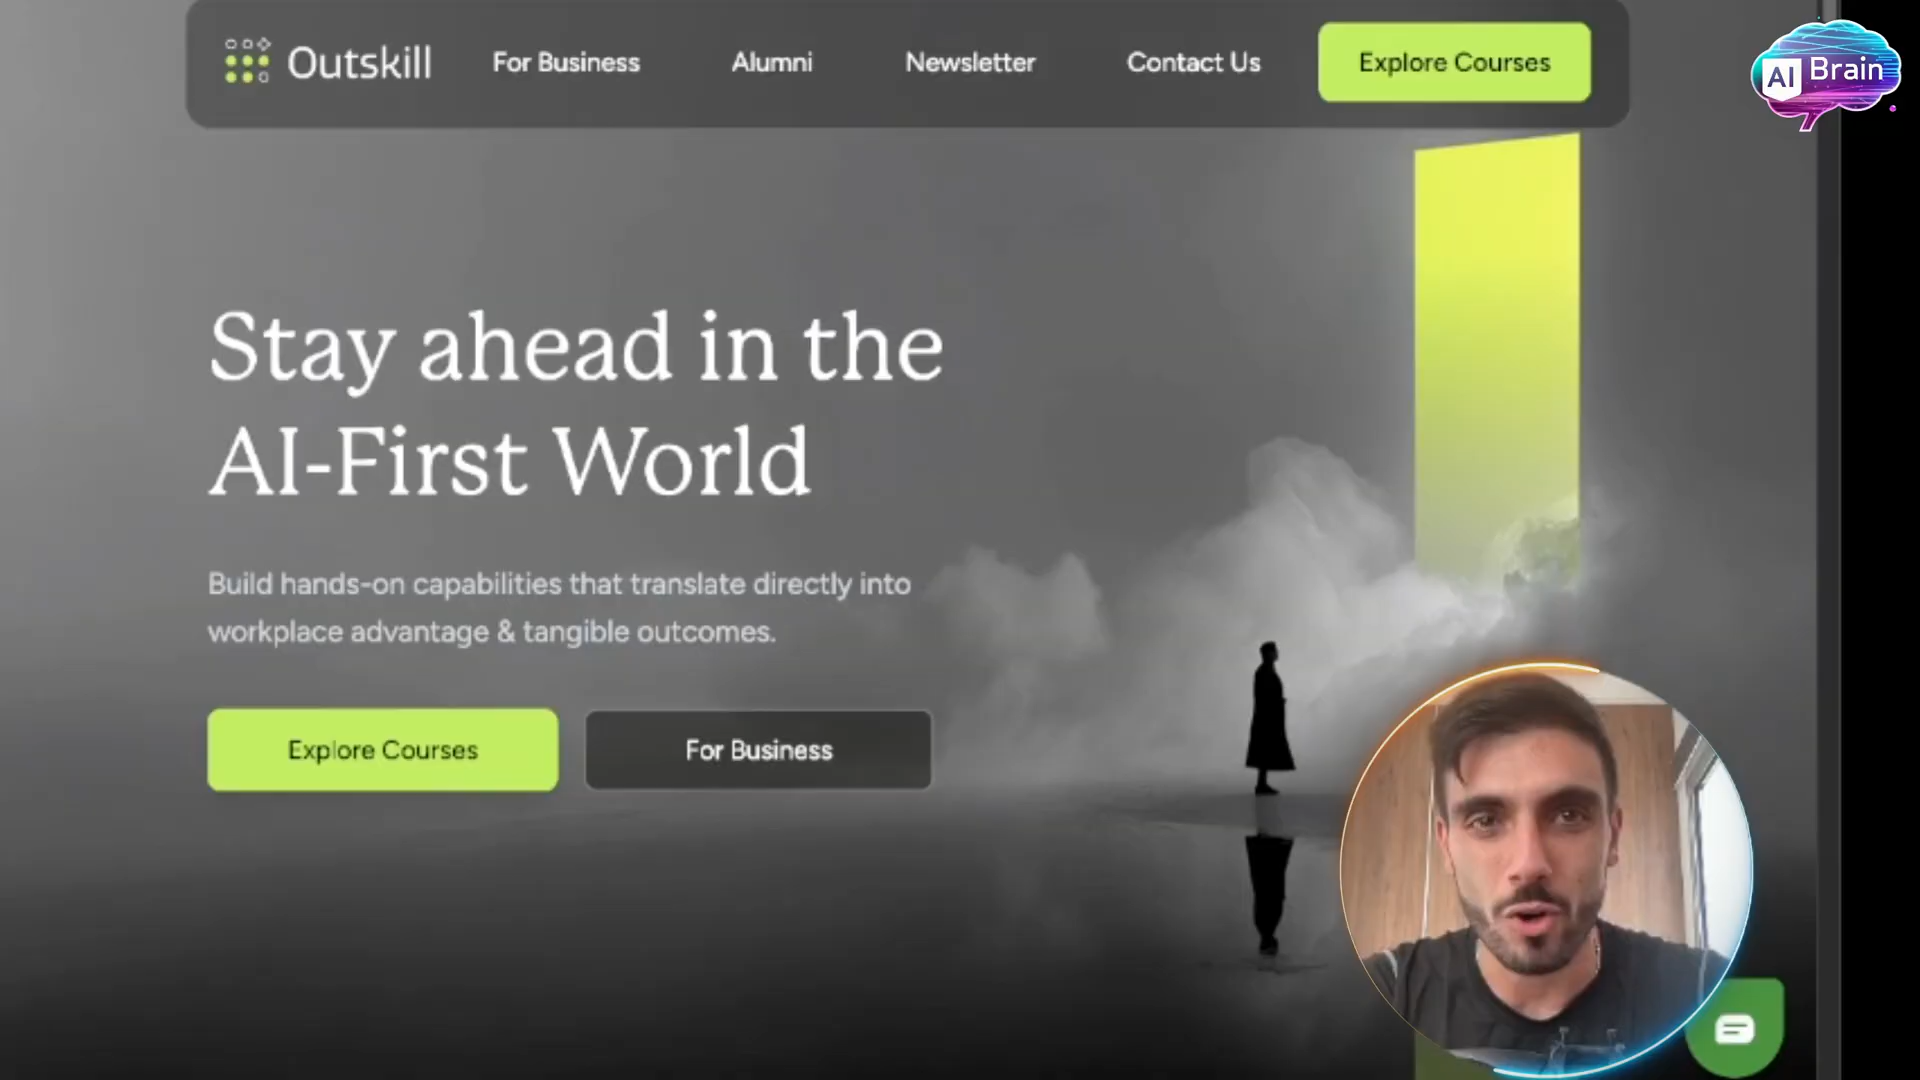 Outskill
For Business
Alumni
Newsletter
Contact Us
Explore Courses
AI Brain
Stay ahead in the
AI-First World
Build hands-on capabilities that translate directly into
workplace advantage & tangible outcomes.
Explore Courses
For Business